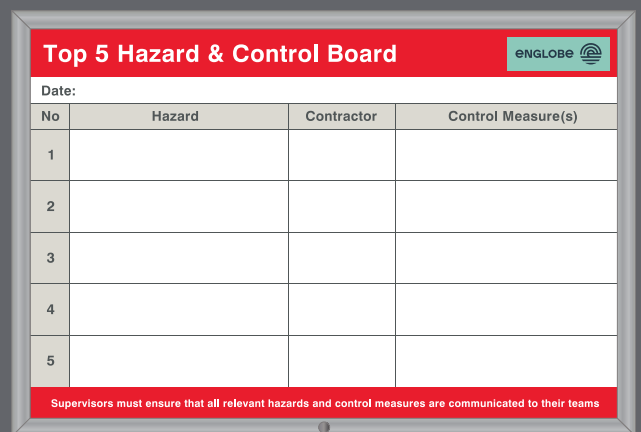 Top 5 Hazard & Control Board
ENGLOBE
Date:
No Hazard Contractor Control Measure(s)
1
2
3
4
5
Supervisors must ensure that all relevant hazards and control measures are communicated to their teams